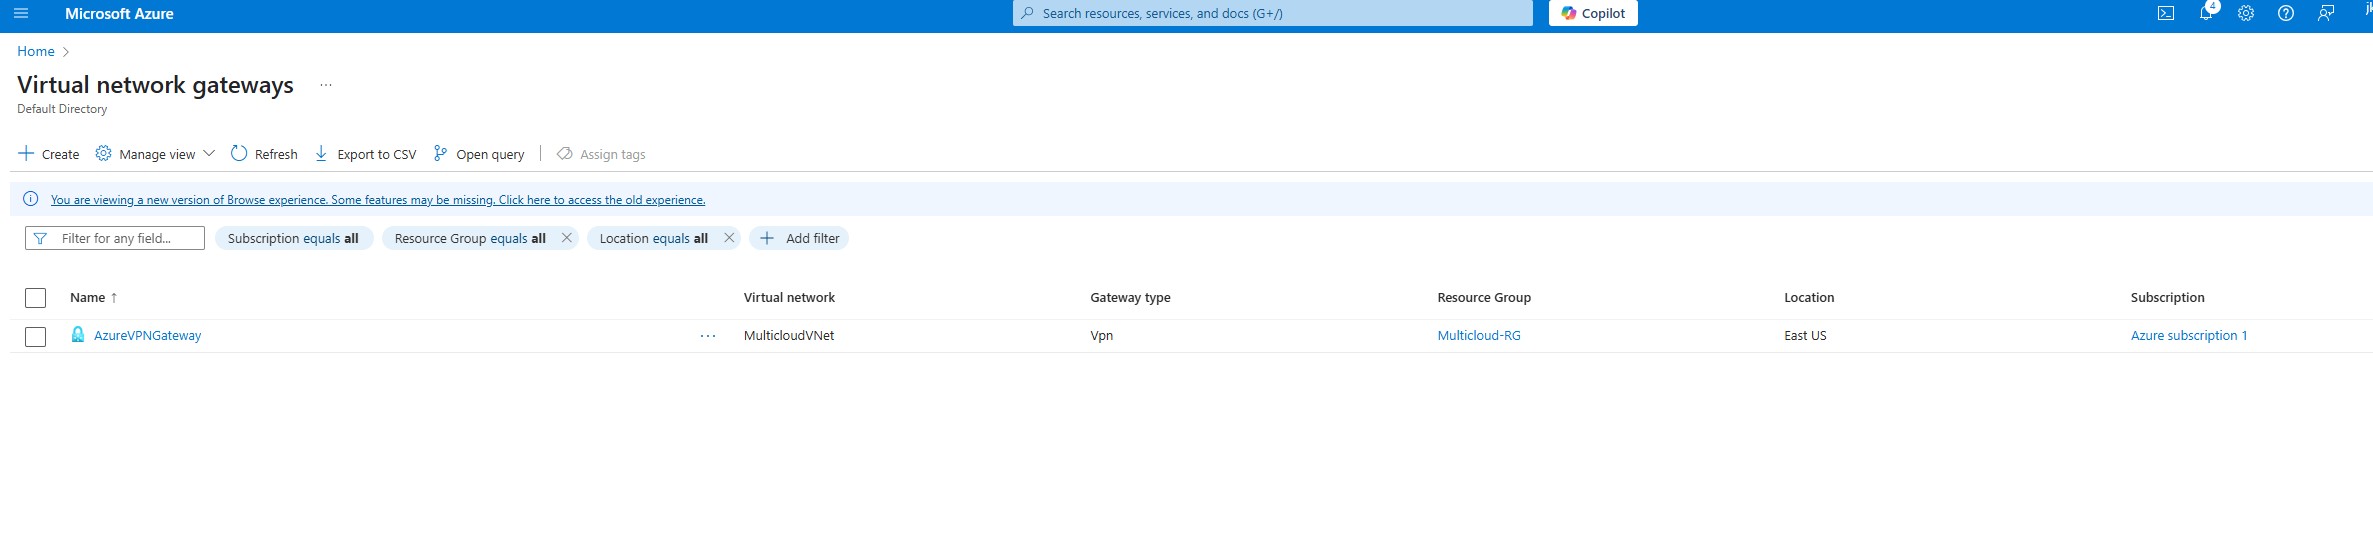 Microsoft Azure
Search resources, services, and docs (G+/)
Copilot
4
Home
Virtual network gateways
Default Directory
Create
Manage view
Refresh
Export to CSV
Open query
Assign tags
You are viewing a new version of Browse experience. Some features may be missing. Click here to access the old experience.
Filter for any field...
Subscription equals all
Resource Group equals all
Location equals all
Add filter
Name ↑ Virtual network Gateway type Resource Group Location Subscription
AzureVPNGateway ... MulticloudVNet Vpn Multicloud-RG East US Azure subscription 1